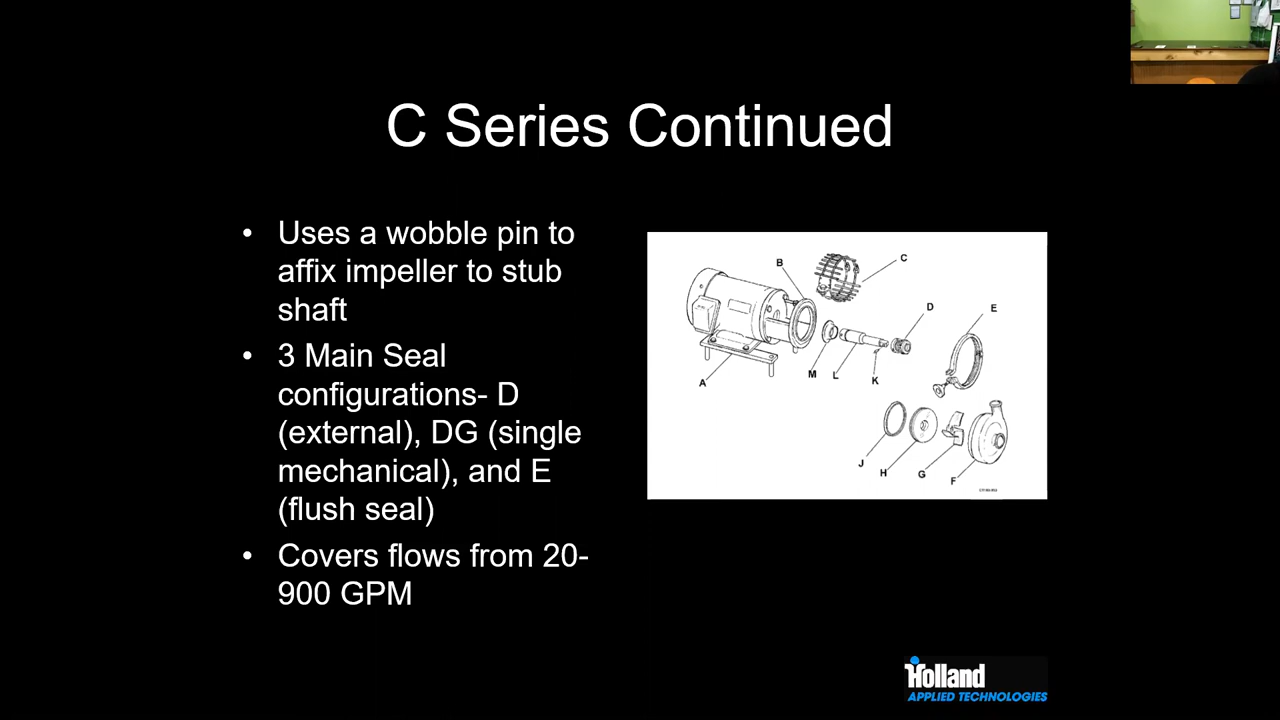 C Series Continued
• Uses a wobble pin to
affix impeller to stub
shaft
• 3 Main Seal
configurations- D
(external), DG (single
mechanical), and E
(flush seal)
• Covers flows from 20-
900 GPM
A
B
C
D
E
M
L
K
J
H
G
F
Holland
APPLIED TECHNOLOGIES